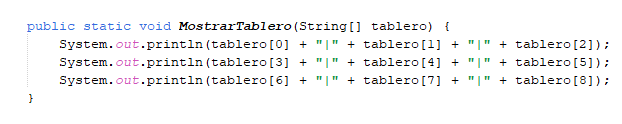 public static void MostrarTablero(String[] tablero) {
System.out.println(tablero[0] + "|" + tablero[1] + "|" + tablero[2]);
System.out.println(tablero[3] + "|" + tablero[4] + "|" + tablero[5]);
System.out.println(tablero[6] + "|" + tablero[7] + "|" + tablero[8]);
}